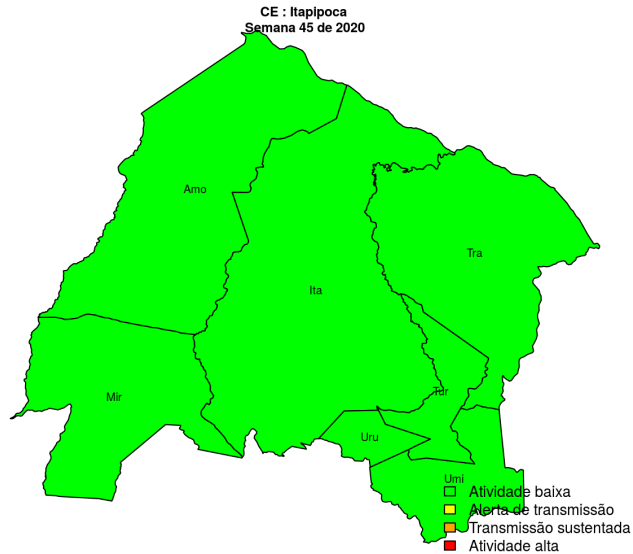 CE : Itapipoca
Semana 45 de 2020
Amo
Tra
Ita
Mir
Tur
Uru
Umi
Atividade baixa
Alerta de transmissão
Transmissão sustentada
Atividade alta